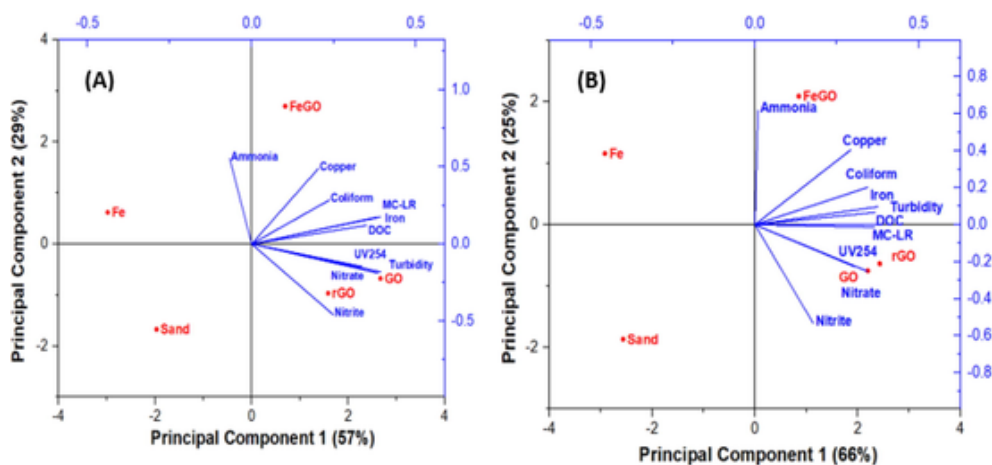 -0.5 0.0 0.5
(A)
4
2
0
-2
Principal Component 2 (29%)
1.0
0.5
0.0
-0.5
FeGO
Ammonia
Copper
Coliform
MC-LR
Iron
DOC
Fe
UV254
Turbidity
Nitrate
GO
rGO
Nitrite
Sand
-4 -2 0 2 4
Principal Component 1 (57%)
-0.5 0.0 0.5
(B)
2
0
-2
Principal Component 2 (25%)
0.8
0.6
0.4
0.2
0.0
-0.2
-0.4
-0.6
-0.8
FeGO
Ammonia
Copper
Fe
Coliform
Iron
Turbidity
DOC
MC-LR
UV254
rGO
GO
Nitrate
Nitrite
Sand
-4 -2 0 2 4
Principal Component 1 (66%)